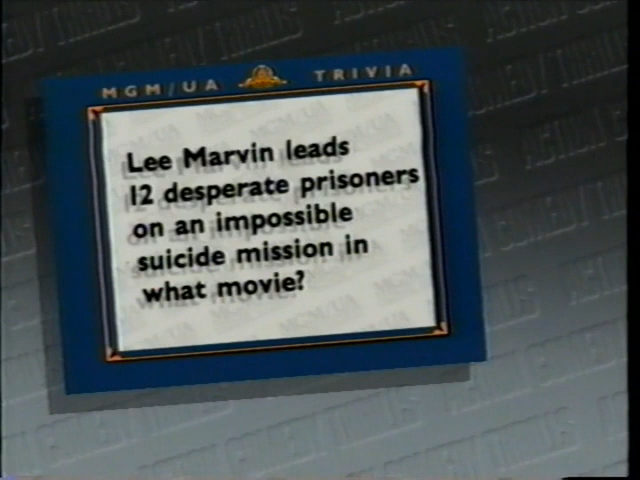 MGM/UA TRIVIA
Lee Marvin leads
12 desperate prisoners
on an impossible
suicide mission in
what movie?